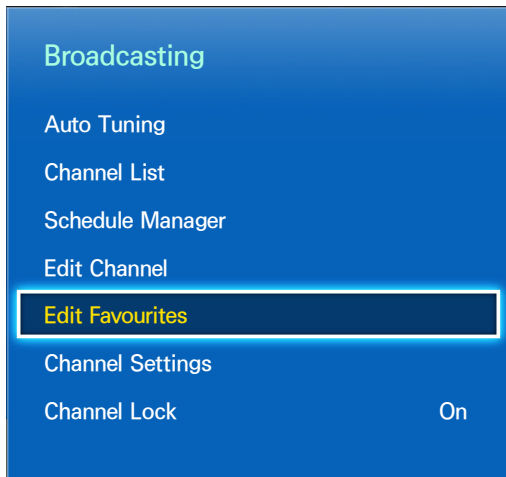 Broadcasting
Auto Tuning
Channel List
Schedule Manager
Edit Channel
Edit Favourites
Channel Settings
Channel Lock On